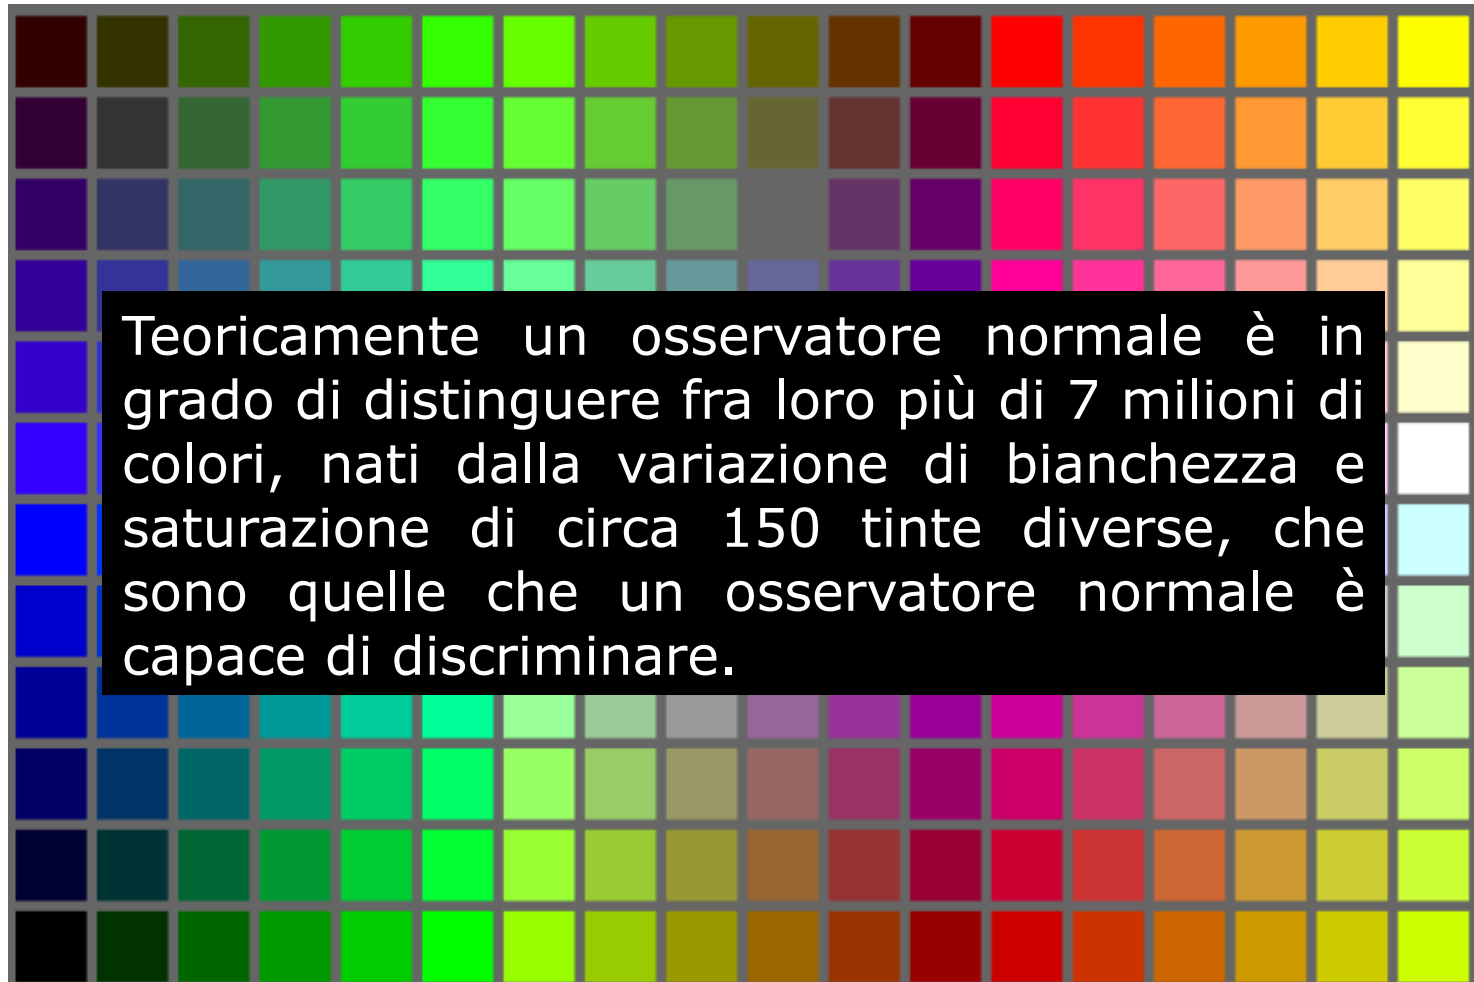 Teoricamente un osservatore normale è in
grado di distinguere fra loro più di 7 milioni di
colori, nati dalla variazione di bianchezza e
saturazione di circa 150 tinte diverse, che
sono quelle che un osservatore normale è
capace di discriminare.